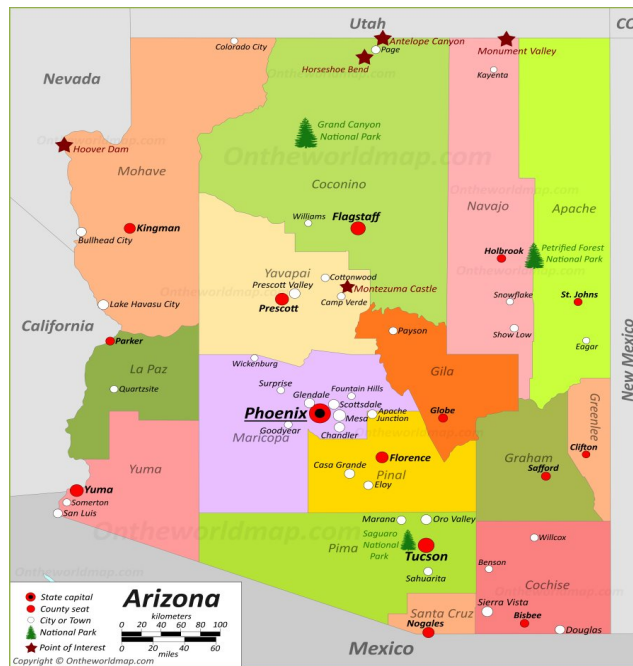 Utah
CO
Colorado City
Antelope Canyon
Page
Horseshoe Bend
Monument Valley
Kayenta
Nevada
Ontheworldmap.com
Ontheworldmap.com
Grand Canyon
National Park
Ontheworldmap.com
Hoover Dam
Mohave
Coconino
Navajo
Apache
Williams
Flagstaff
Kingman
Bullhead City
Holbrook
Petrified Forest
National Park
Yavapai
Cottonwood
Prescott Valley
Montezuma Castle
Camp Verde
Prescott
Lake Havasu City
Snowflake
St. Johns
California
Payson
Show Low
Eagar
Parker
La Paz
Wickenburg
Gila
New Mexico
Quartzsite
Surprise
Fountain Hills
Glendale
Scottsdale
Phoenix
Mesa
Apache
Junction
Globe
Greenlee
Goodyear
Maricopa
Chandler
Clifton
Florence
Graham
Safford
Yuma
Casa Grande
Pinal
Eloy
Yuma
Somerton
San Luis
Marana
Oro Valley
Ontheworldmap.com
Saguaro
National
Park
Pima
Tucson
Willcox
Sahuarita
Benson
Cochise
Santa Cruz
Sierra Vista
Nogales
Bisbee
Douglas
Mexico
State capital
County seat
City or Town
National Park
Point of Interest
Arizona
kilometers
0 20 40 60 80 100
0 20 40 60
miles
Copyright © Ontheworldmap.com